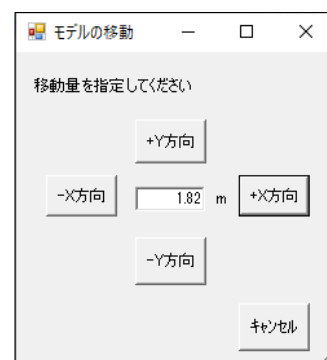 モデルの移動
移動量を指定してください
+Y方向
-X方向 1.82 m +X方向
-Y方向
キャンセル